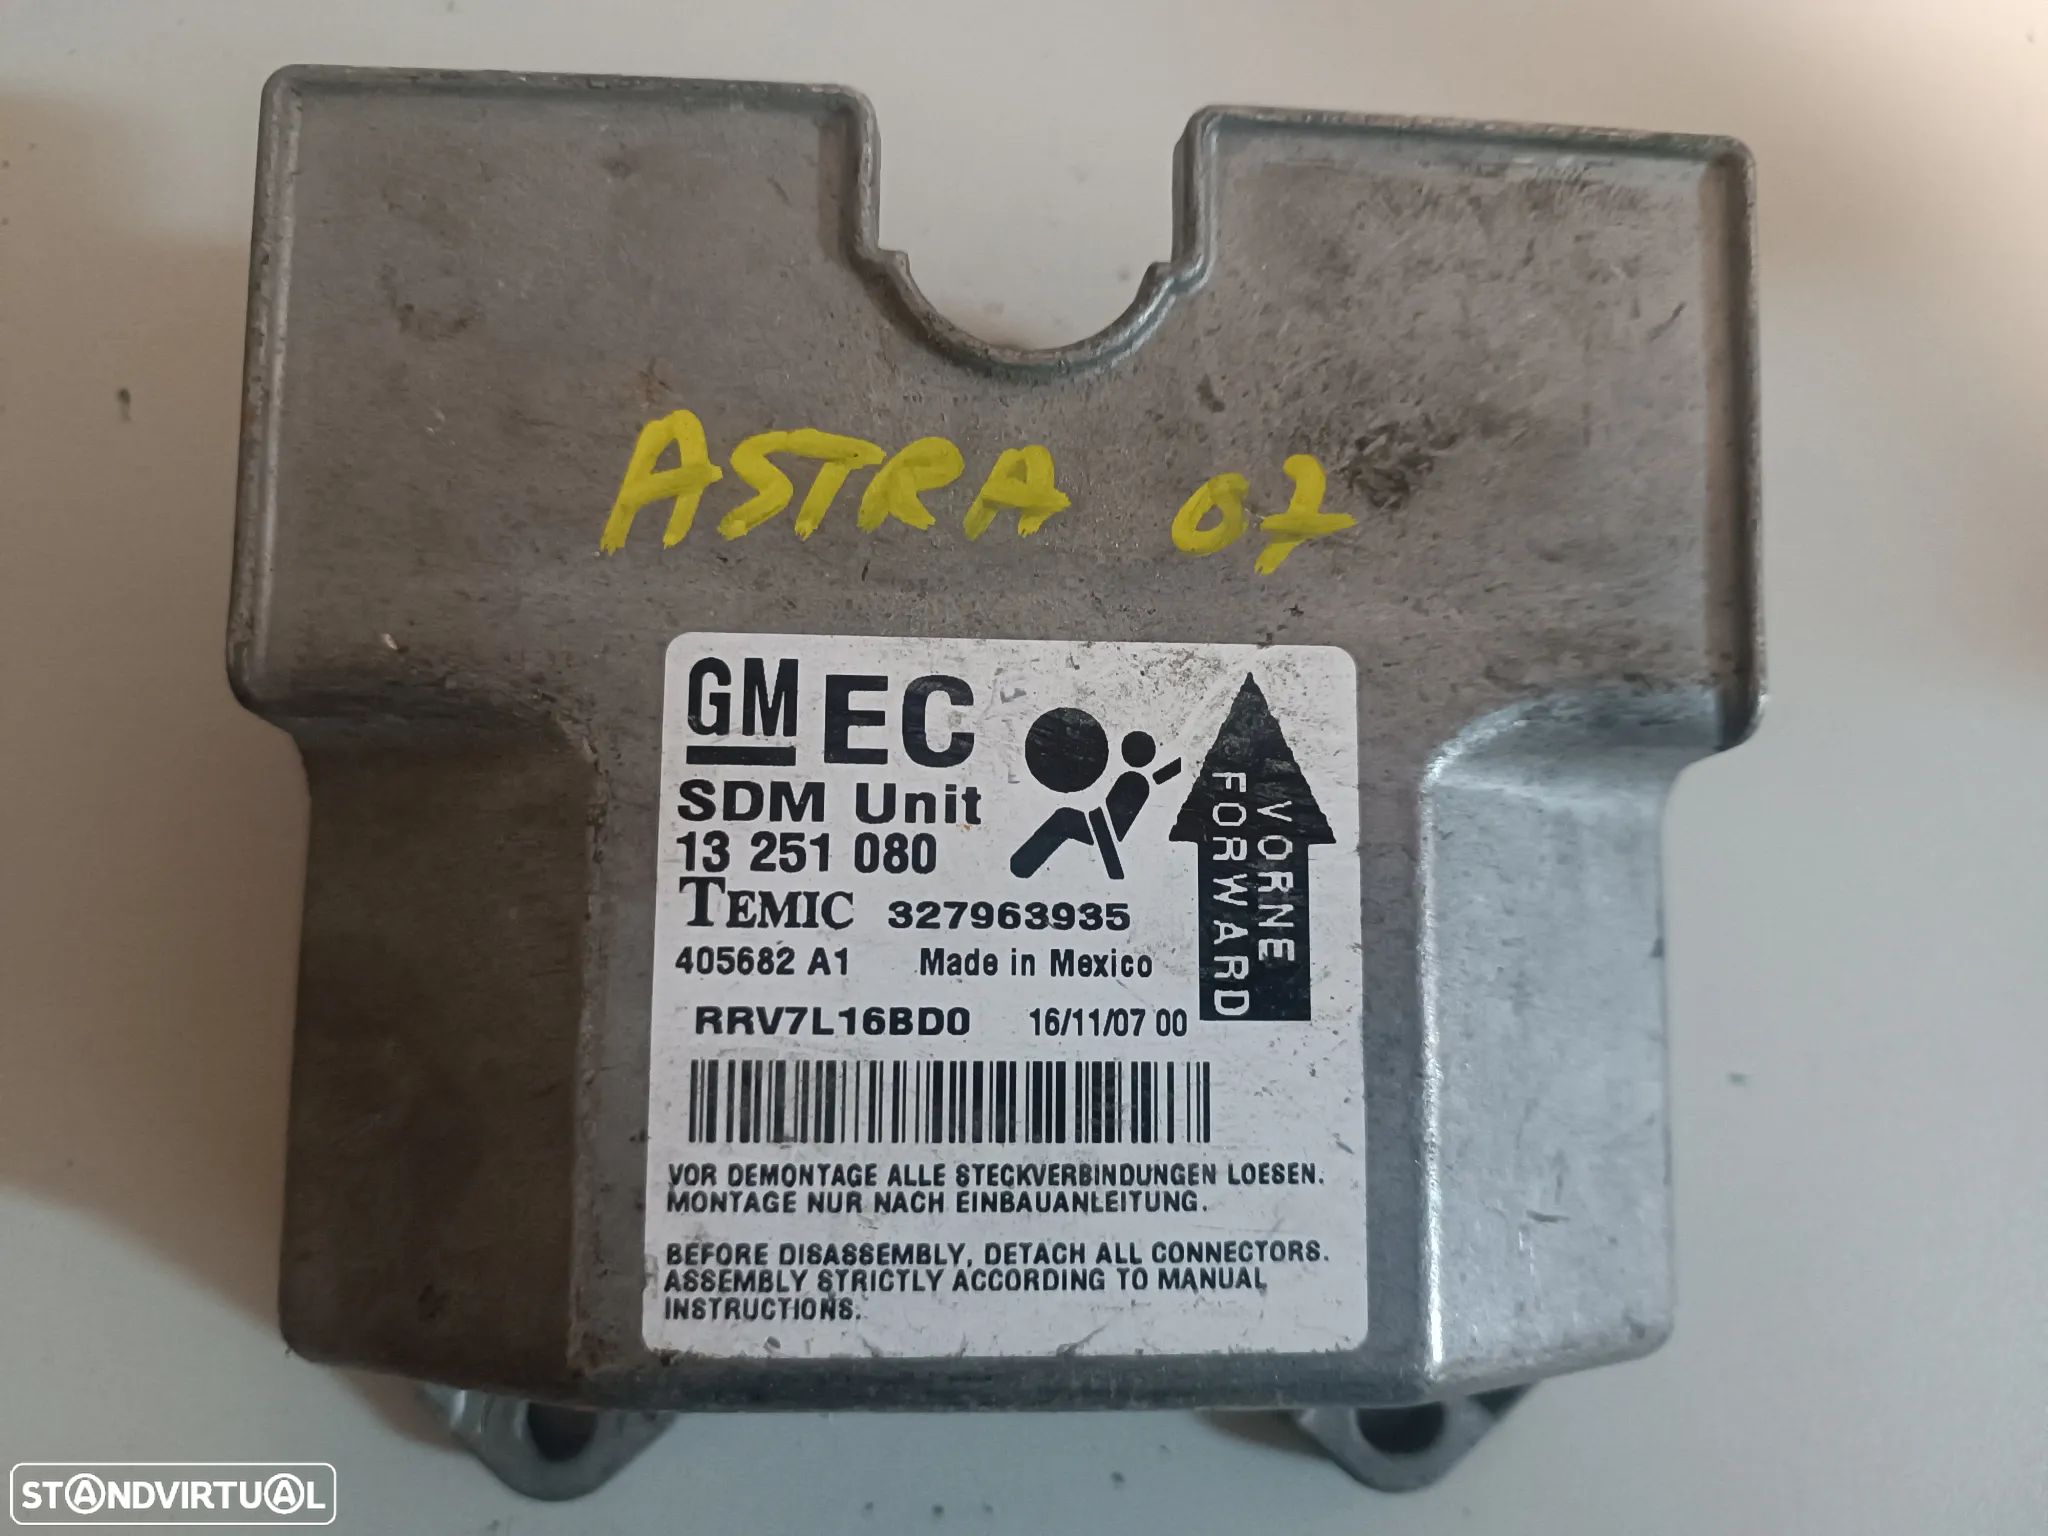 ASTRA 07
GM EC
SDM Unit
13 251 080
TEMIC 327963935
405682 A1 Made in Mexico
RRV7L16BD0 16/11/07 00
VORNE
FORWARD
VOR DEMONTAGE ALLE STECKVERBINDUNGEN LOESEN.
MONTAGE NUR NACH EINBAUANLEITUNG.
BEFORE DISASSEMBLY, DETACH ALL CONNECTORS.
ASSEMBLY STRICTLY ACCORDING TO MANUAL
INSTRUCTIONS.
STANDVIRTUAL